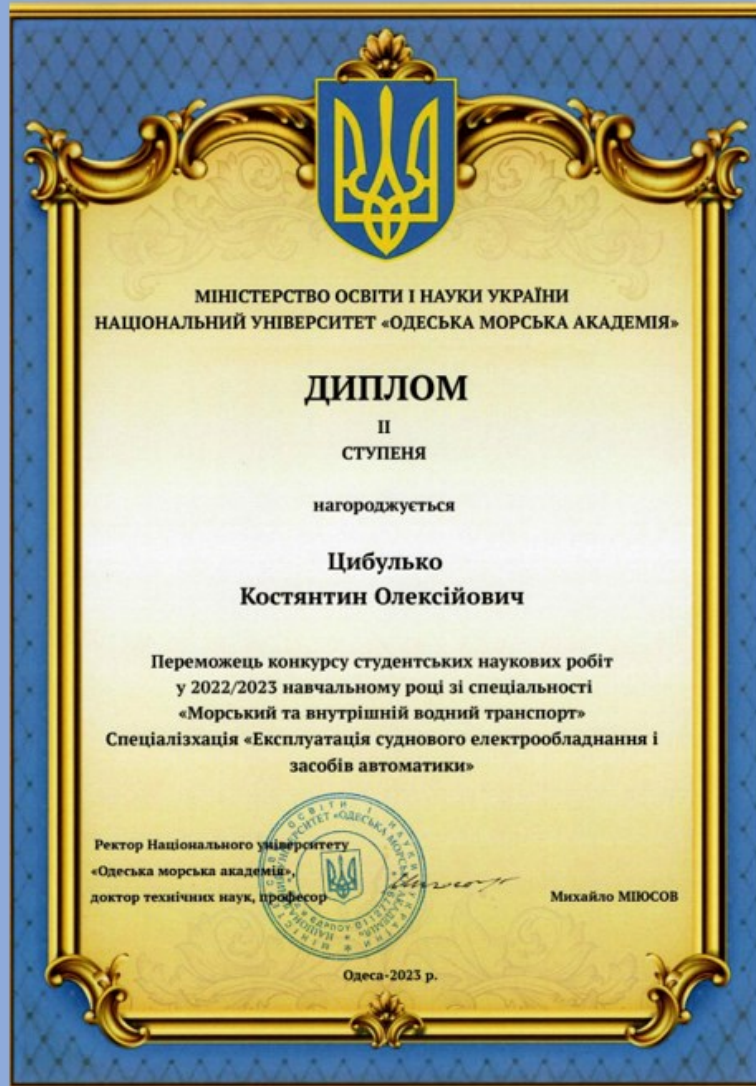 МІНІСТЕРСТВО ОСВІТИ І НАУКИ УКРАЇНИ
НАЦІОНАЛЬНИЙ УНІВЕРСИТЕТ «ОДЕСЬКА МОРСЬКА АКАДЕМІЯ»
ДИПЛОМ
II
СТУПЕНЯ
нагороджується
Цибулько
Костянтин Олексійович
Переможець конкурсу студентських наукових робіт
у 2022/2023 навчальному році зі спеціальності
«Морський та внутрішній водний транспорт»
Спеціалізхація «Експлуатація суднового електрообладнання і
засобів автоматики»
Ректор Національного університету
«Одеська морська академія»,
доктор технічних наук, професор
Михайло МІЮСОВ
Одеса-2023 р.